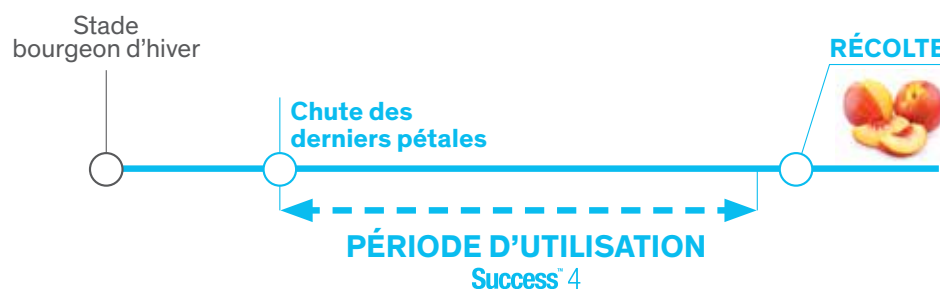 Stade
bourgeon d’hiver
RÉCOLTE
Chute des
derniers pétales
PÉRIODE D’UTILISATION
Success™ 4